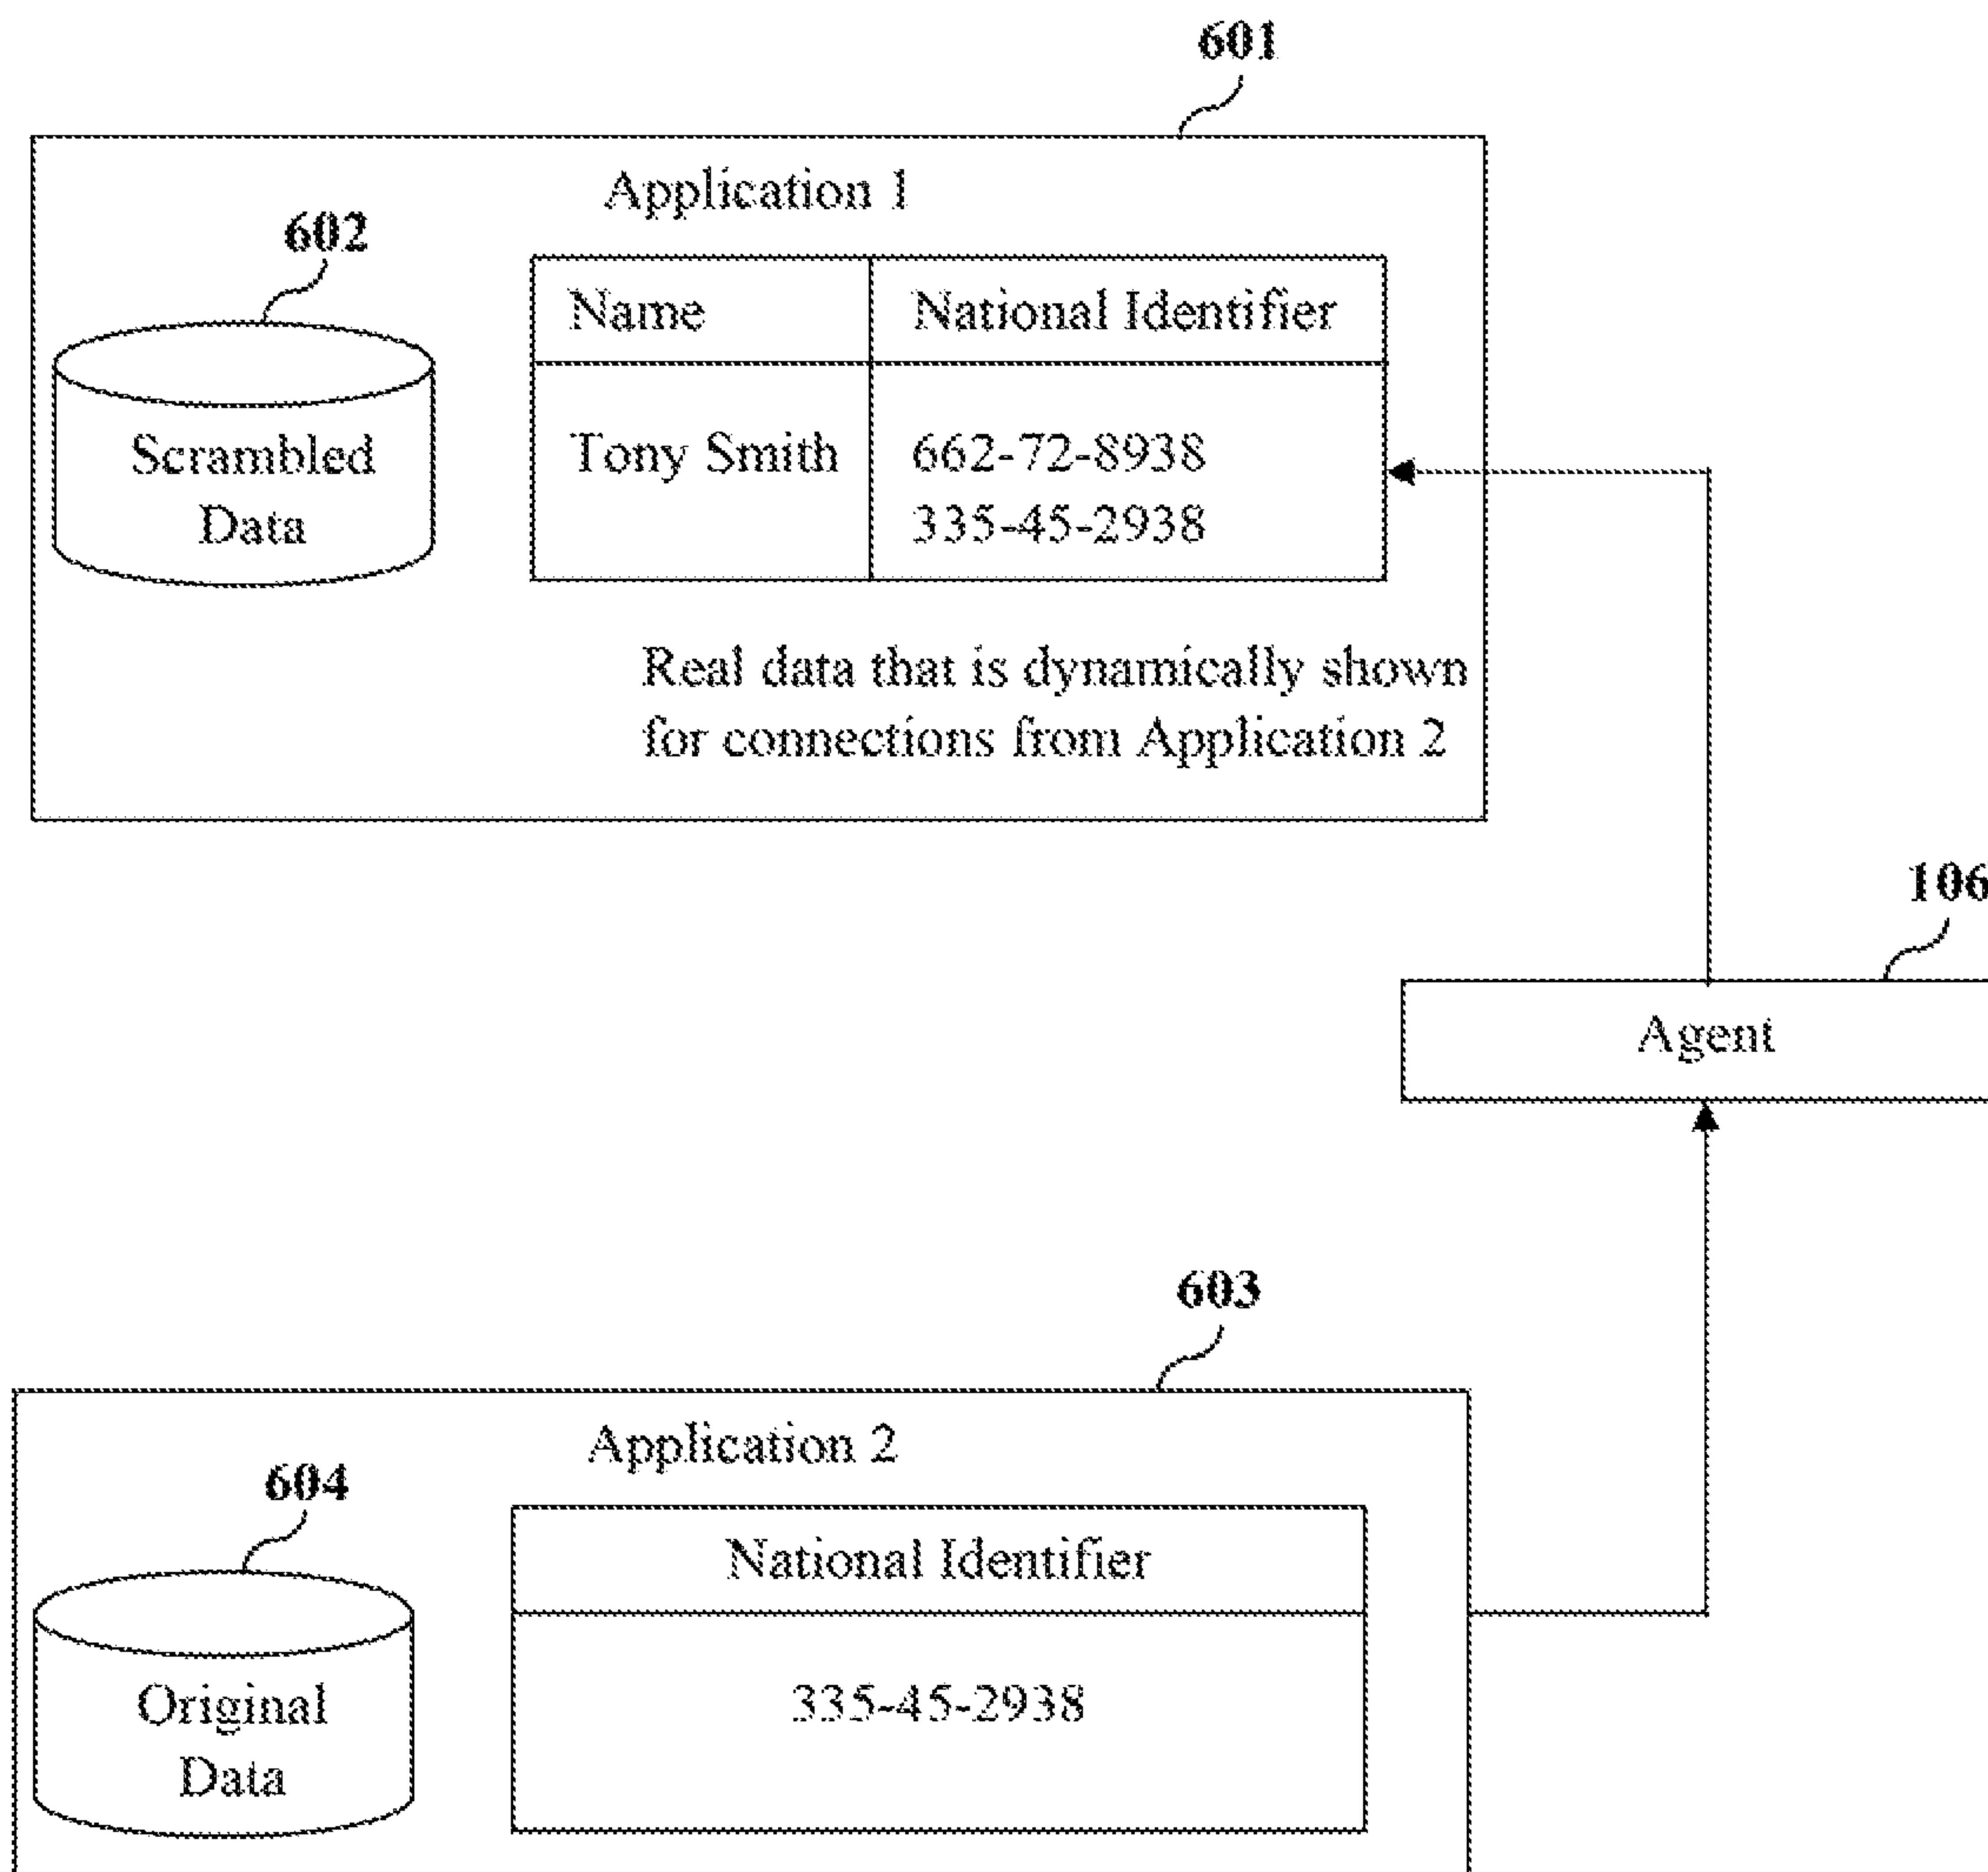 601
Application 1
602
Name
National Identifier
Scrambled
Data
Tony Smith
662-72-8938
335-45-2938
Real data that is dynamically shown
for connections from Application 2
106
Agent
603
Application 2
604
National Identifier
Original
Data
335-45-2938